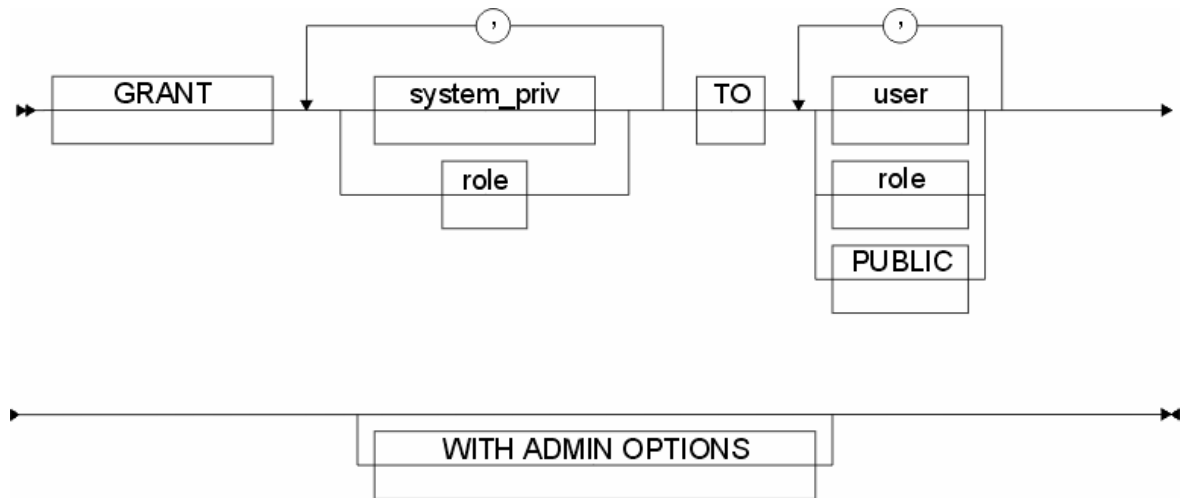 , ,
GRANT system_priv TO user
role role
PUBLIC
WITH ADMIN OPTIONS